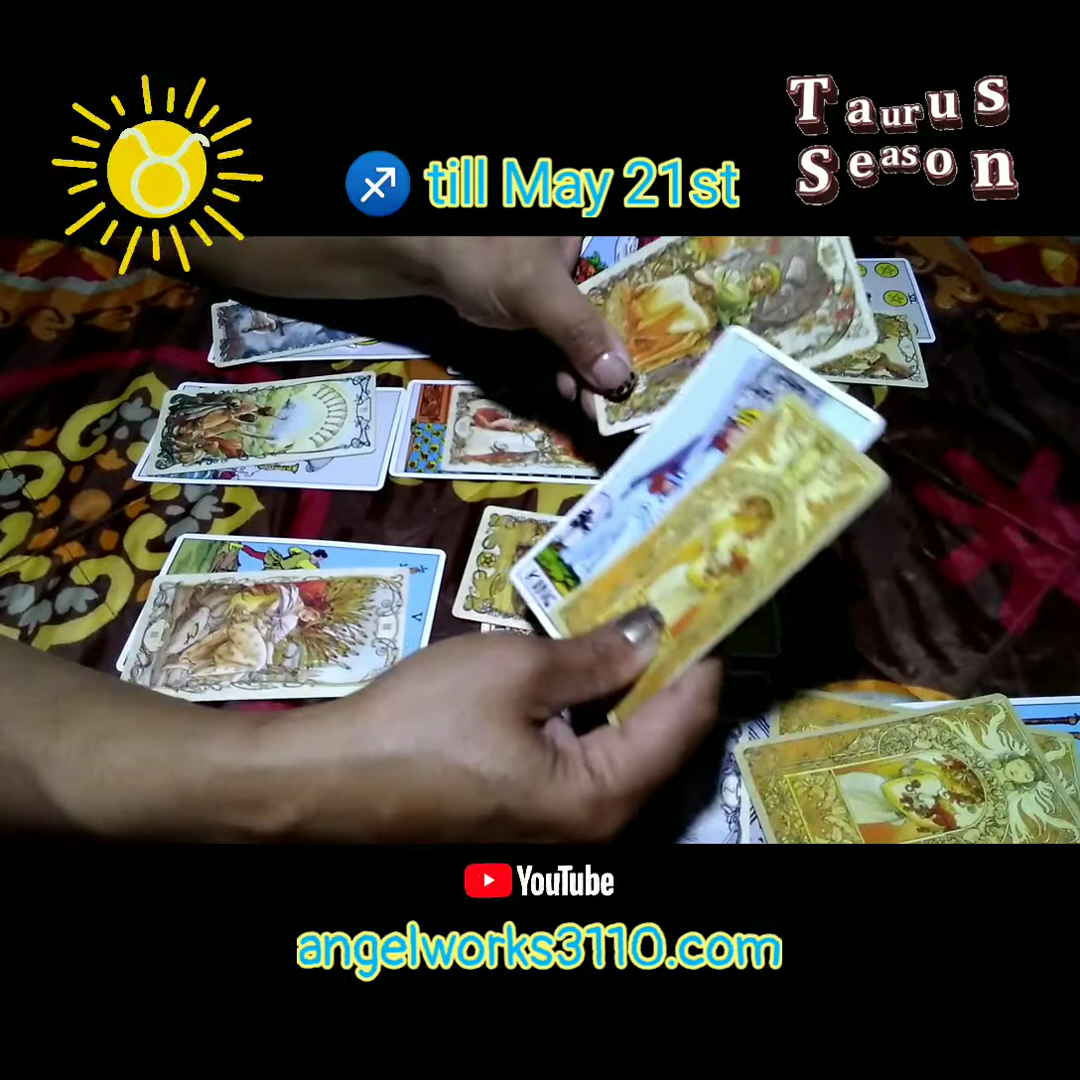 Taurus
Season
♐ till May 21st
V
YouTube
angelworks3110.com